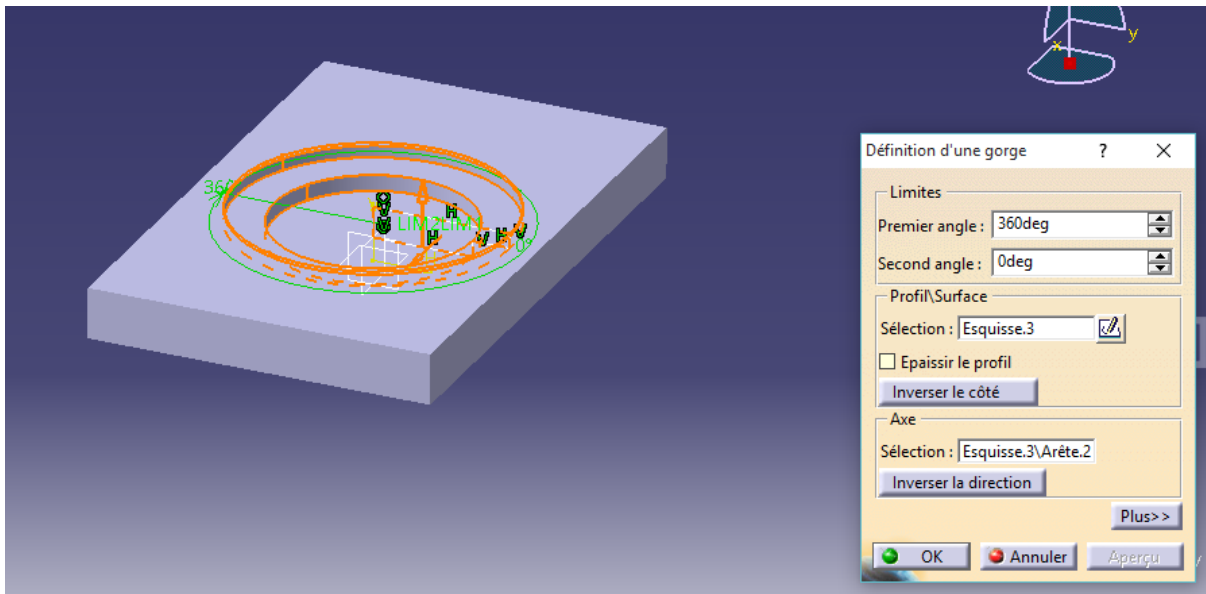 y
x
Définition d'une gorge ? X
Limites
Premier angle : 360deg
Second angle : 0deg
Profil\Surface
Sélection : Esquisse.3
Epaissir le profil
Inverser le côté
Axe
Sélection : Esquisse.3\Arête.2
Inverser la direction
Plus>>
OK Annuler Aperçu
H
H
H
V
0°